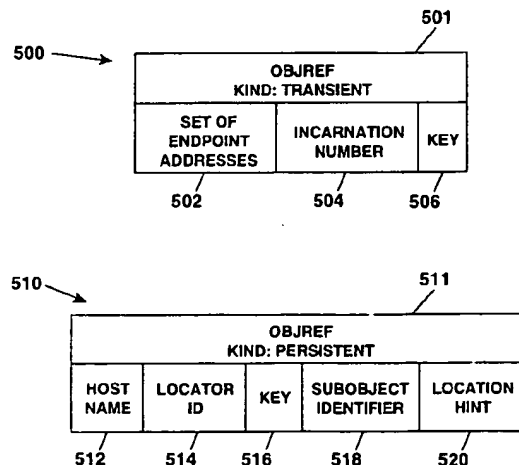 500
501
OBJREF
KIND: TRANSIENT
SET OF
ENDPOINT
ADDRESSES
INCARNATION
NUMBER
KEY
502
504
506
510
511
OBJREF
KIND: PERSISTENT
HOST
NAME
LOCATOR
ID
KEY
SUBOBJECT
IDENTIFIER
LOCATION
HINT
512
514
516
518
520